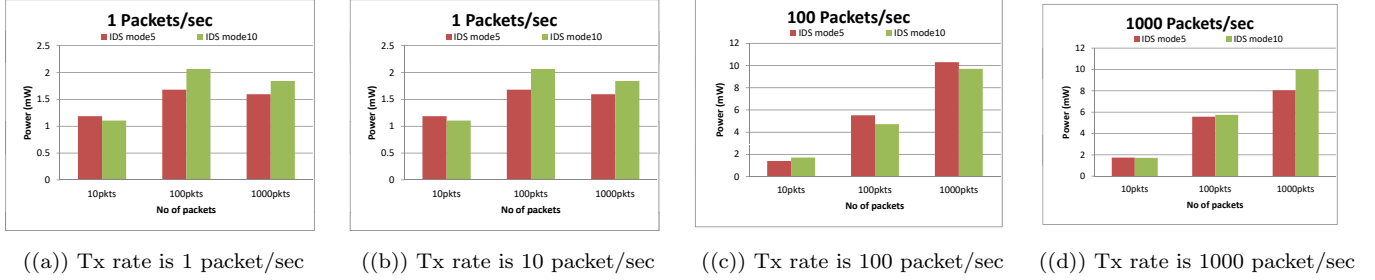 1 Packets/sec
IDS mode5 IDS mode10
2.5
2
1.5
1
0.5
0
Power (mW)
10pkts 100pkts 1000pkts
No of packets
((a)) Tx rate is 1 packet/sec
1 Packets/sec
IDS mode5 IDS mode10
2.5
2
1.5
1
0.5
0
Power (mW)
10pkts 100pkts 1000pkts
No of packets
((b)) Tx rate is 10 packet/sec
100 Packets/sec
IDS mode5 IDS mode10
12
10
8
6
4
2
0
Power (mW)
10pkts 100pkts 1000pkts
No of packets
((c)) Tx rate is 100 packet/sec
1000 Packets/sec
IDS mode5 IDS mode10
12
10
8
6
4
2
0
Power (mW)
10pkts 100pkts 1000pkts
No of packets
((d)) Tx rate is 1000 packet/sec